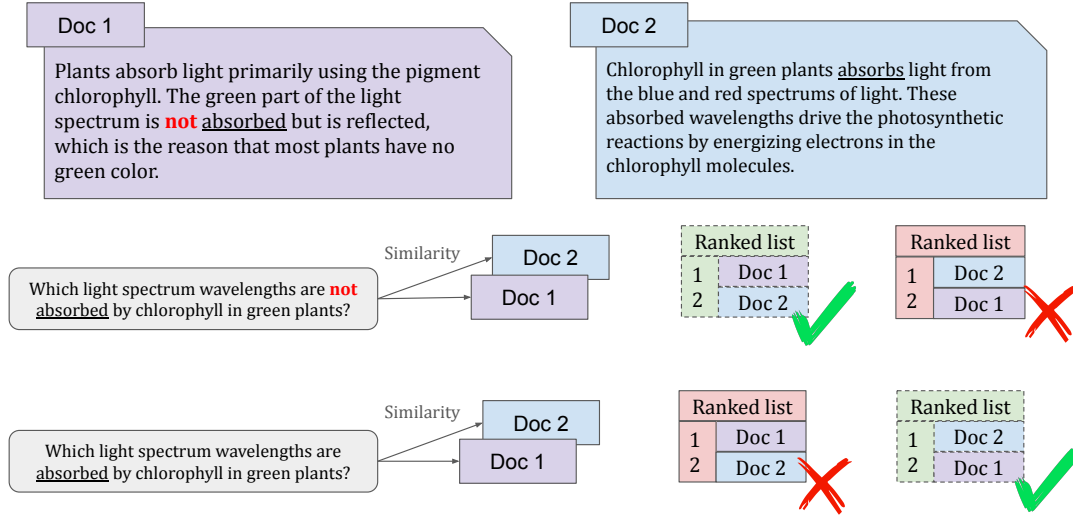 Doc 1
Plants absorb light primarily using the pigment
chlorophyll. The green part of the light
spectrum is not absorbed but is reflected,
which is the reason that most plants have no
green color.
Doc 2
Chlorophyll in green plants absorbs light from
the blue and red spectrums of light. These
absorbed wavelengths drive the photosynthetic
reactions by energizing electrons in the
chlorophyll molecules.
Which light spectrum wavelengths are not
absorbed by chlorophyll in green plants?
Similarity
Doc 2
Doc 1
Ranked list
1 Doc 1
2 Doc 2
Ranked list
1 Doc 2
2 Doc 1
Which light spectrum wavelengths are
absorbed by chlorophyll in green plants?
Similarity
Doc 2
Doc 1
Ranked list
1 Doc 1
2 Doc 2
Ranked list
1 Doc 2
2 Doc 1